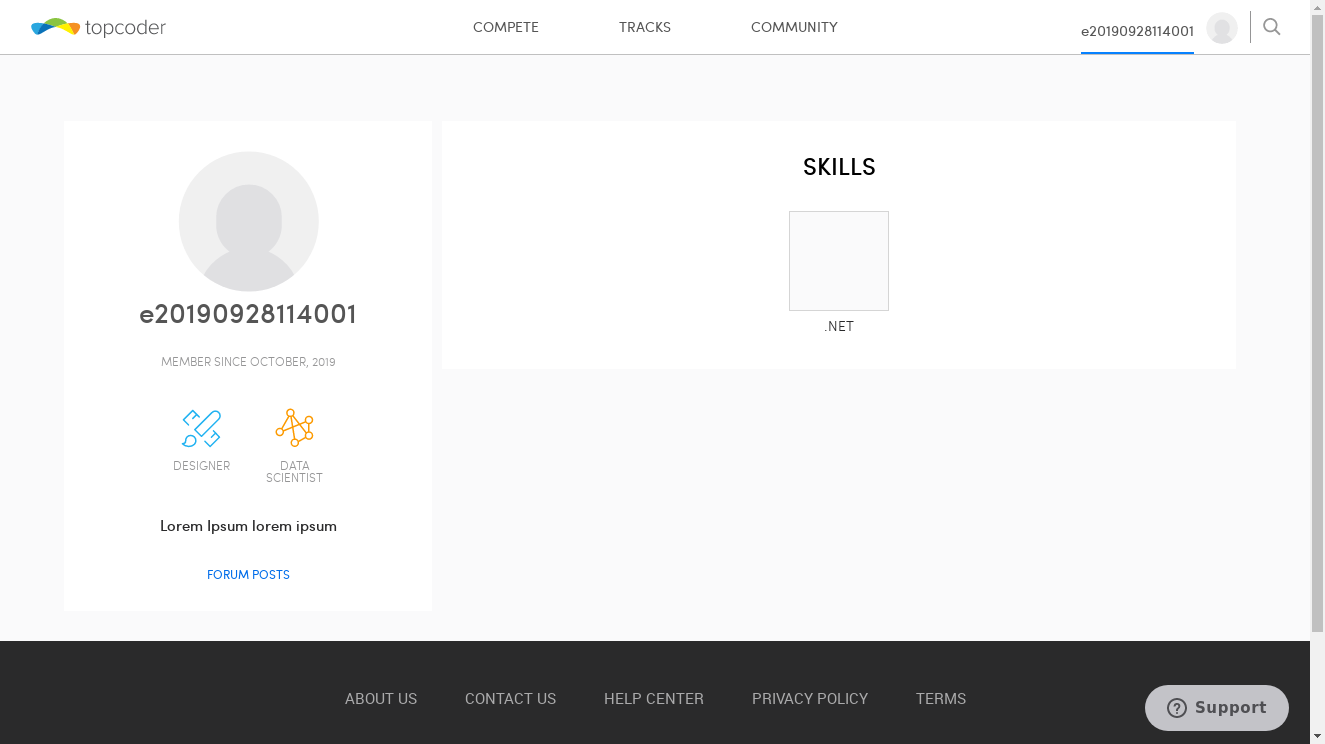 topcoder
COMPETE
TRACKS
COMMUNITY
e20190928114001
e20190928114001
MEMBER SINCE OCTOBER, 2019
DESIGNER
DATA
SCIENTIST
Lorem Ipsum lorem ipsum
FORUM POSTS
SKILLS
.NET
ABOUT US
CONTACT US
HELP CENTER
PRIVACY POLICY
TERMS
Support